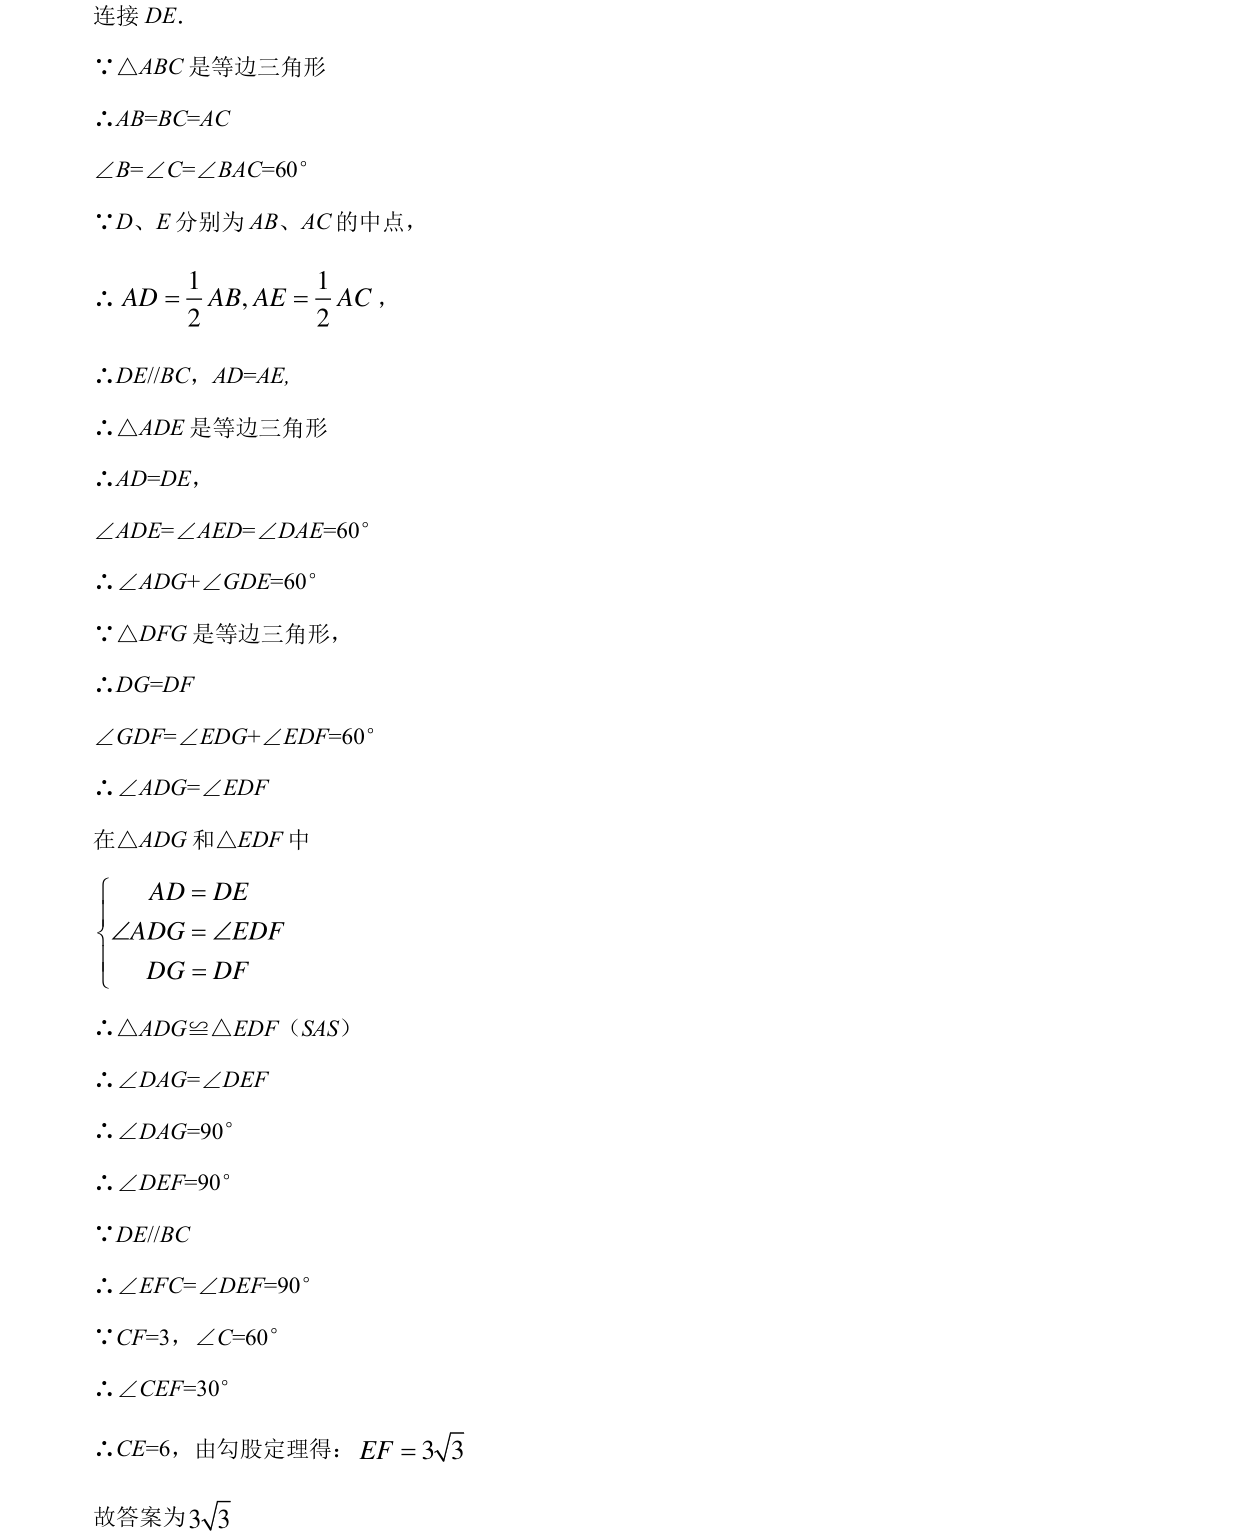 连接 DE.
∵△ABC 是等边三角形
∴AB=BC=AC
∠B=∠C=∠BAC=60°
∵D、E 分别为 AB、AC 的中点，
∴ AD = 1/2 AB, AE = 1/2 AC，
∴DE//BC，AD=AE,
∴△ADE 是等边三角形
∴AD=DE，
∠ADE=∠AED=∠DAE=60°
∴∠ADG+∠GDE=60°
∵△DFG 是等边三角形，
∴DG=DF
∠GDF=∠EDG+∠EDF=60°
∴∠ADG=∠EDF
在△ADG 和△EDF 中
{ AD = DE
∠ADG = ∠EDF
DG = DF
∴△ADG≌△EDF（SAS）
∴∠DAG=∠DEF
∴∠DAG=90°
∴∠DEF=90°
∵DE//BC
∴∠EFC=∠DEF=90°
∵CF=3，∠C=60°
∴∠CEF=30°
∴CE=6，由勾股定理得： EF = 3√3
故答案为 3√3